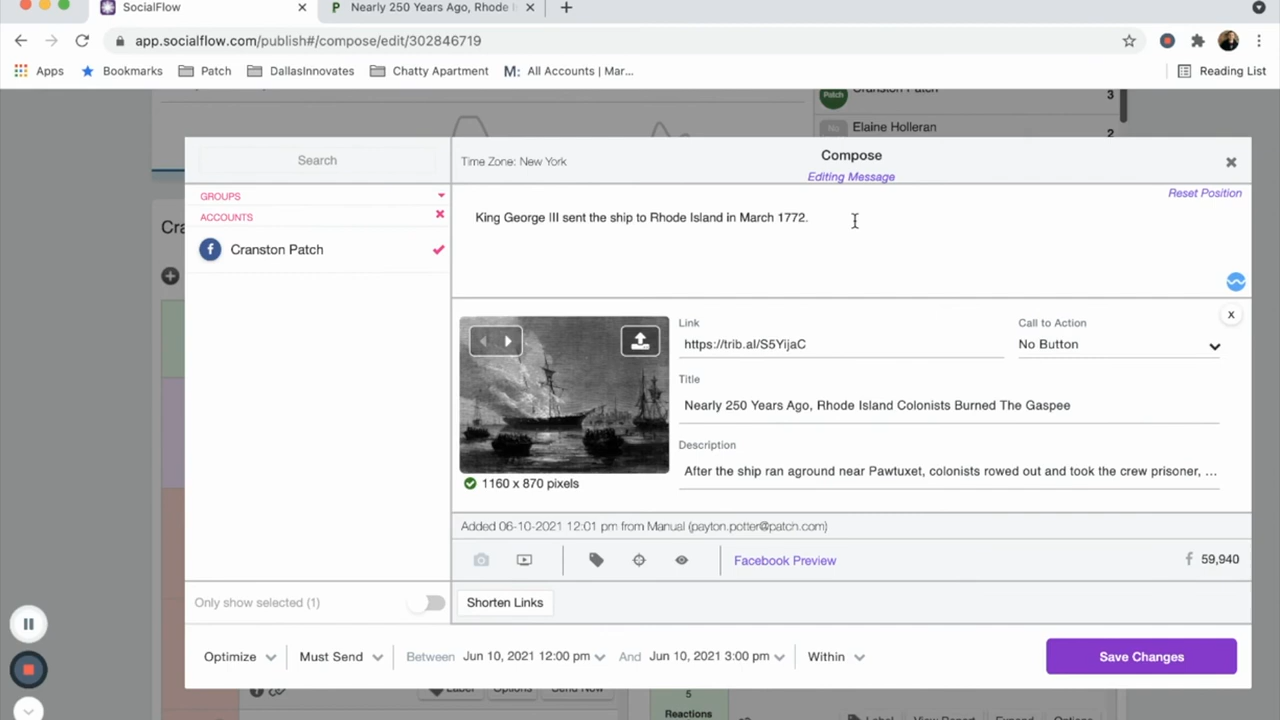 SocialFlow
Nearly 250 Years Ago, Rhode
app.socialflow.com/publish#/compose/edit/302846719
Apps
Bookmarks
Patch
DallasInnovates
Chatty Apartment
M: All Accounts | Mar...
Reading List
Patch
Cranston Patch
3
No
Elaine Holleran
2
Search
Time Zone: New York
Compose
Editing Message
Reset Position
GROUPS
ACCOUNTS
Cranston Patch
King George III sent the ship to Rhode Island in March 1772.
X
Link
https://trib.al/S5YijaC
Call to Action
No Button
Title
Nearly 250 Years Ago, Rhode Island Colonists Burned The Gaspee
Description
After the ship ran aground near Pawtuxet, colonists rowed out and took the crew prisoner, ...
1160 x 870 pixels
Added 06-10-2021 12:01 pm from Manual (payton.potter@patch.com)
Facebook Preview
59,940
Only show selected (1)
Shorten Links
Optimize
Must Send
Between Jun 10, 2021 12:00 pm
And Jun 10, 2021 3:00 pm
Within
Save Changes
Label
Options
Send Now
5
Reactions
Label
View Report
Expand
Options